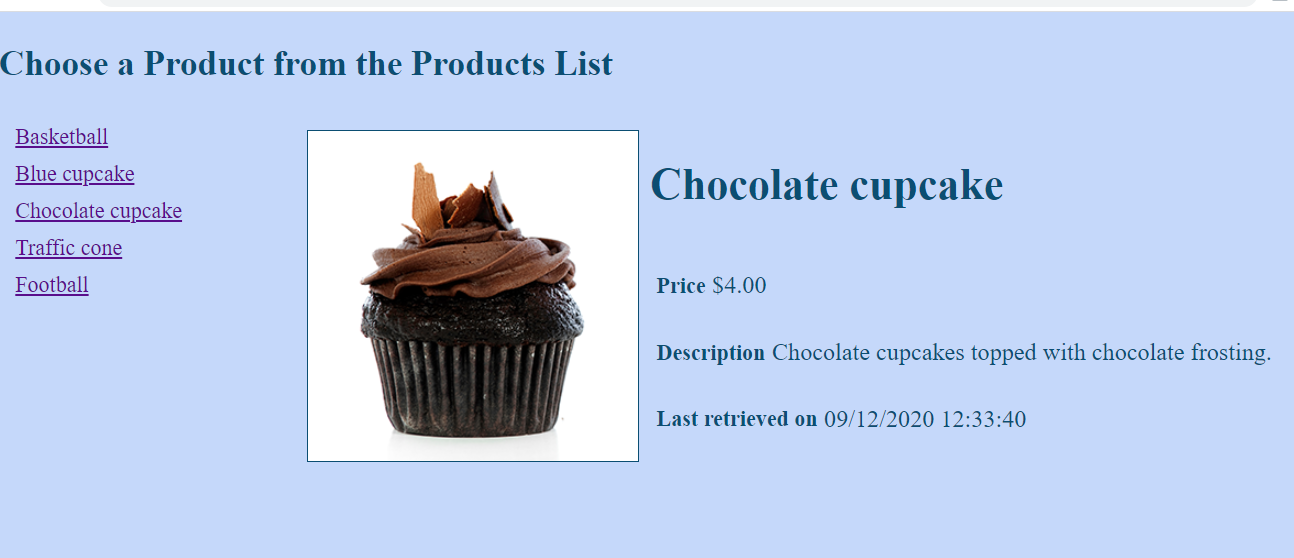 Choose a Product from the Products List
Basketball
Blue cupcake
Chocolate cupcake
Traffic cone
Football
Chocolate cupcake
Price $4.00
Description Chocolate cupcakes topped with chocolate frosting.
Last retrieved on 09/12/2020 12:33:40